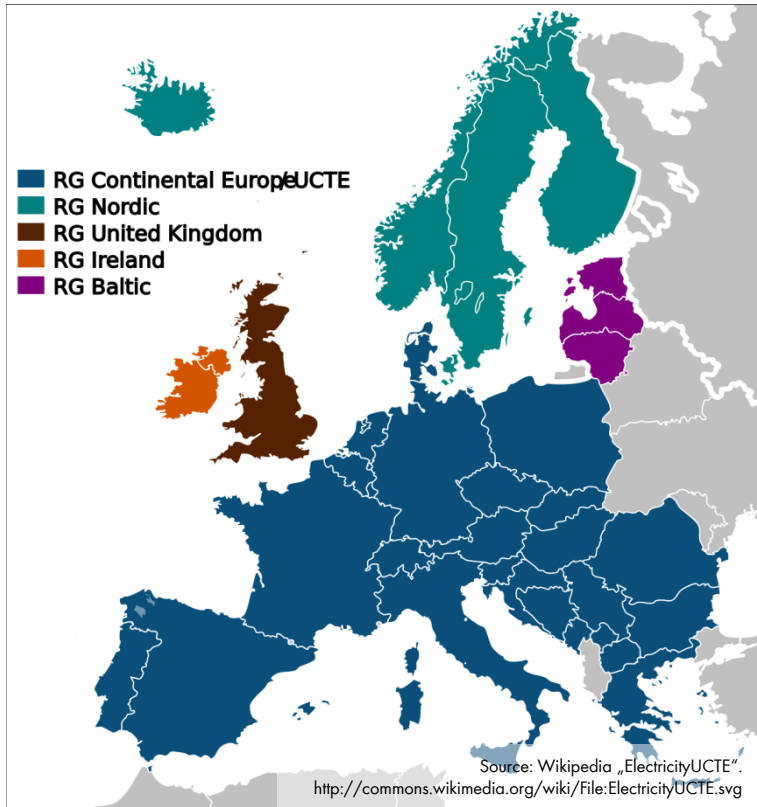 RG Continental Europe/UCTE
RG Nordic
RG United Kingdom
RG Ireland
RG Baltic
Source: Wikipedia „ElectricityUCTE“.
http://commons.wikimedia.org/wiki/File:ElectricityUCTE.svg